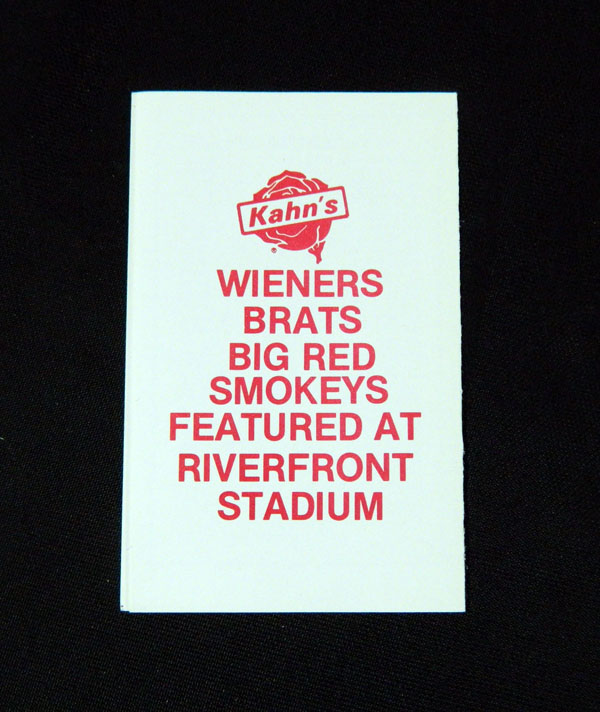 Kahn's
®
WIENERS
BRATS
BIG RED
SMOKEYS
FEATURED AT
RIVERFRONT
STADIUM